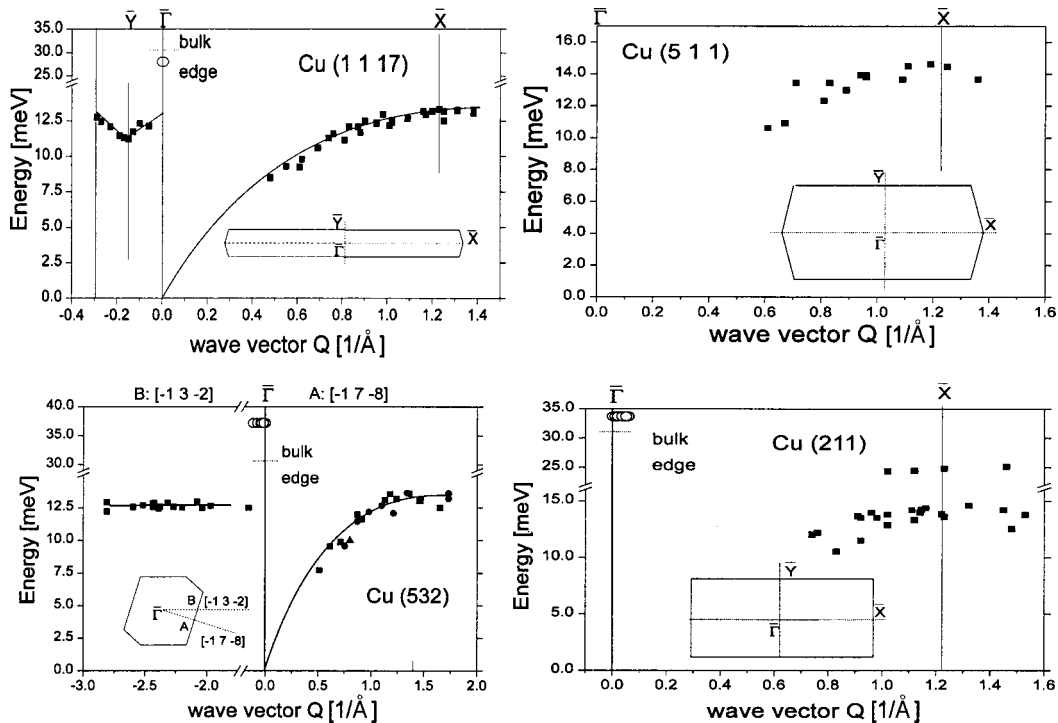 Y̅ Γ̅ X̅
35.0
30.0
25.0
12.5
10.0
7.5
5.0
2.5
0.0
Energy [meV]
bulk
edge
Cu (1 1 17)
Y̅
Γ̅
X̅
-0.4 -0.2 0.0 0.2 0.4 0.6 0.8 1.0 1.2 1.4
wave vector Q [1/Å]
Γ̅ X̅
16.0
14.0
12.0
10.0
8.0
6.0
4.0
2.0
0.0
Energy [meV]
Cu (5 1 1)
Y̅
Γ̅
X̅
0.0 0.2 0.4 0.6 0.8 1.0 1.2 1.4 1.6
wave vector Q [1/Å]
B: [-1 3 -2] Γ̅ A: [-1 7 -8]
40.0
35.0
30.0
12.5
10.0
7.5
5.0
2.5
0.0
Energy [meV]
bulk
edge
Cu (532)
Γ̅
B [-1 3 -2]
A
[-1 7 -8]
-3.0 -2.5 -2.0 0.0 0.5 1.0 1.5 2.0
wave vector Q [1/Å]
Γ̅ X̅
35.0
30.0
25.0
15.0
10.0
5.0
0.0
Energy [meV]
bulk
edge
Cu (211)
Y̅
Γ̅
X̅
0.0 0.2 0.4 0.6 0.8 1.0 1.2 1.4 1.6
wave vector Q [1/Å]